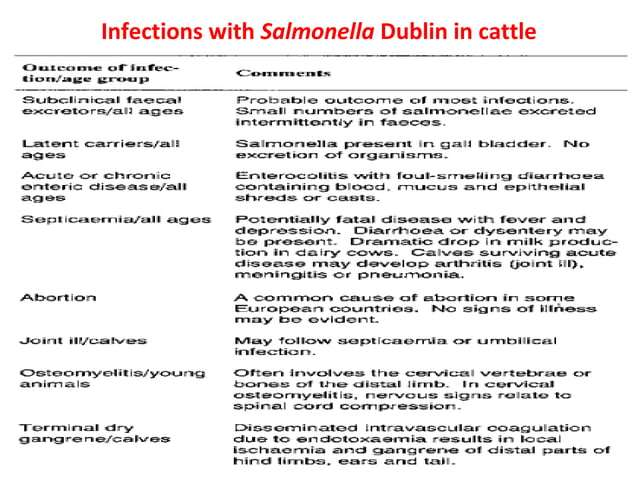 Infections with Salmonella Dublin in cattle
Outcome of infec-
tion/age group
Comments
Subclinical faecal
excretors/all ages
Probable outcome of most infections.
Small numbers of salmonellae excreted
intermittently in faeces.
Latent carriers/all
ages
Salmonella present in gall bladder. No
excretion of organisms.
Acute or chronic
enteric disease/all
ages
Enterocolitis with foul-smelling diarrhoea
containing blood, mucus and epithelial
shreds or casts.
Septicaemia/all ages
Potentially fatal disease with fever and
depression. Diarrhoea or dysentery may
be present. Dramatic drop in milk produc-
tion in dairy cows. Calves surviving acute
disease may develop arthritis (joint ill),
meningitis or pneumonia.
Abortion
A common cause of abortion in some
European countries. No signs of illness
may be evident.
Joint ill/calves
May follow septicaemia or umbilical
infection.
Osteomyelitis/young
animals
Often involves the cervical vertebrae or
bones of the distal limb. In cervical
osteomyelitis, nervous signs relate to
spinal cord compression.
Terminal dry
gangrene/calves
Disseminated intravascular coagulation
due to endotoxaemia results in local
ischaemia and gangrene of distal parts of
hind limbs, ears and tail.